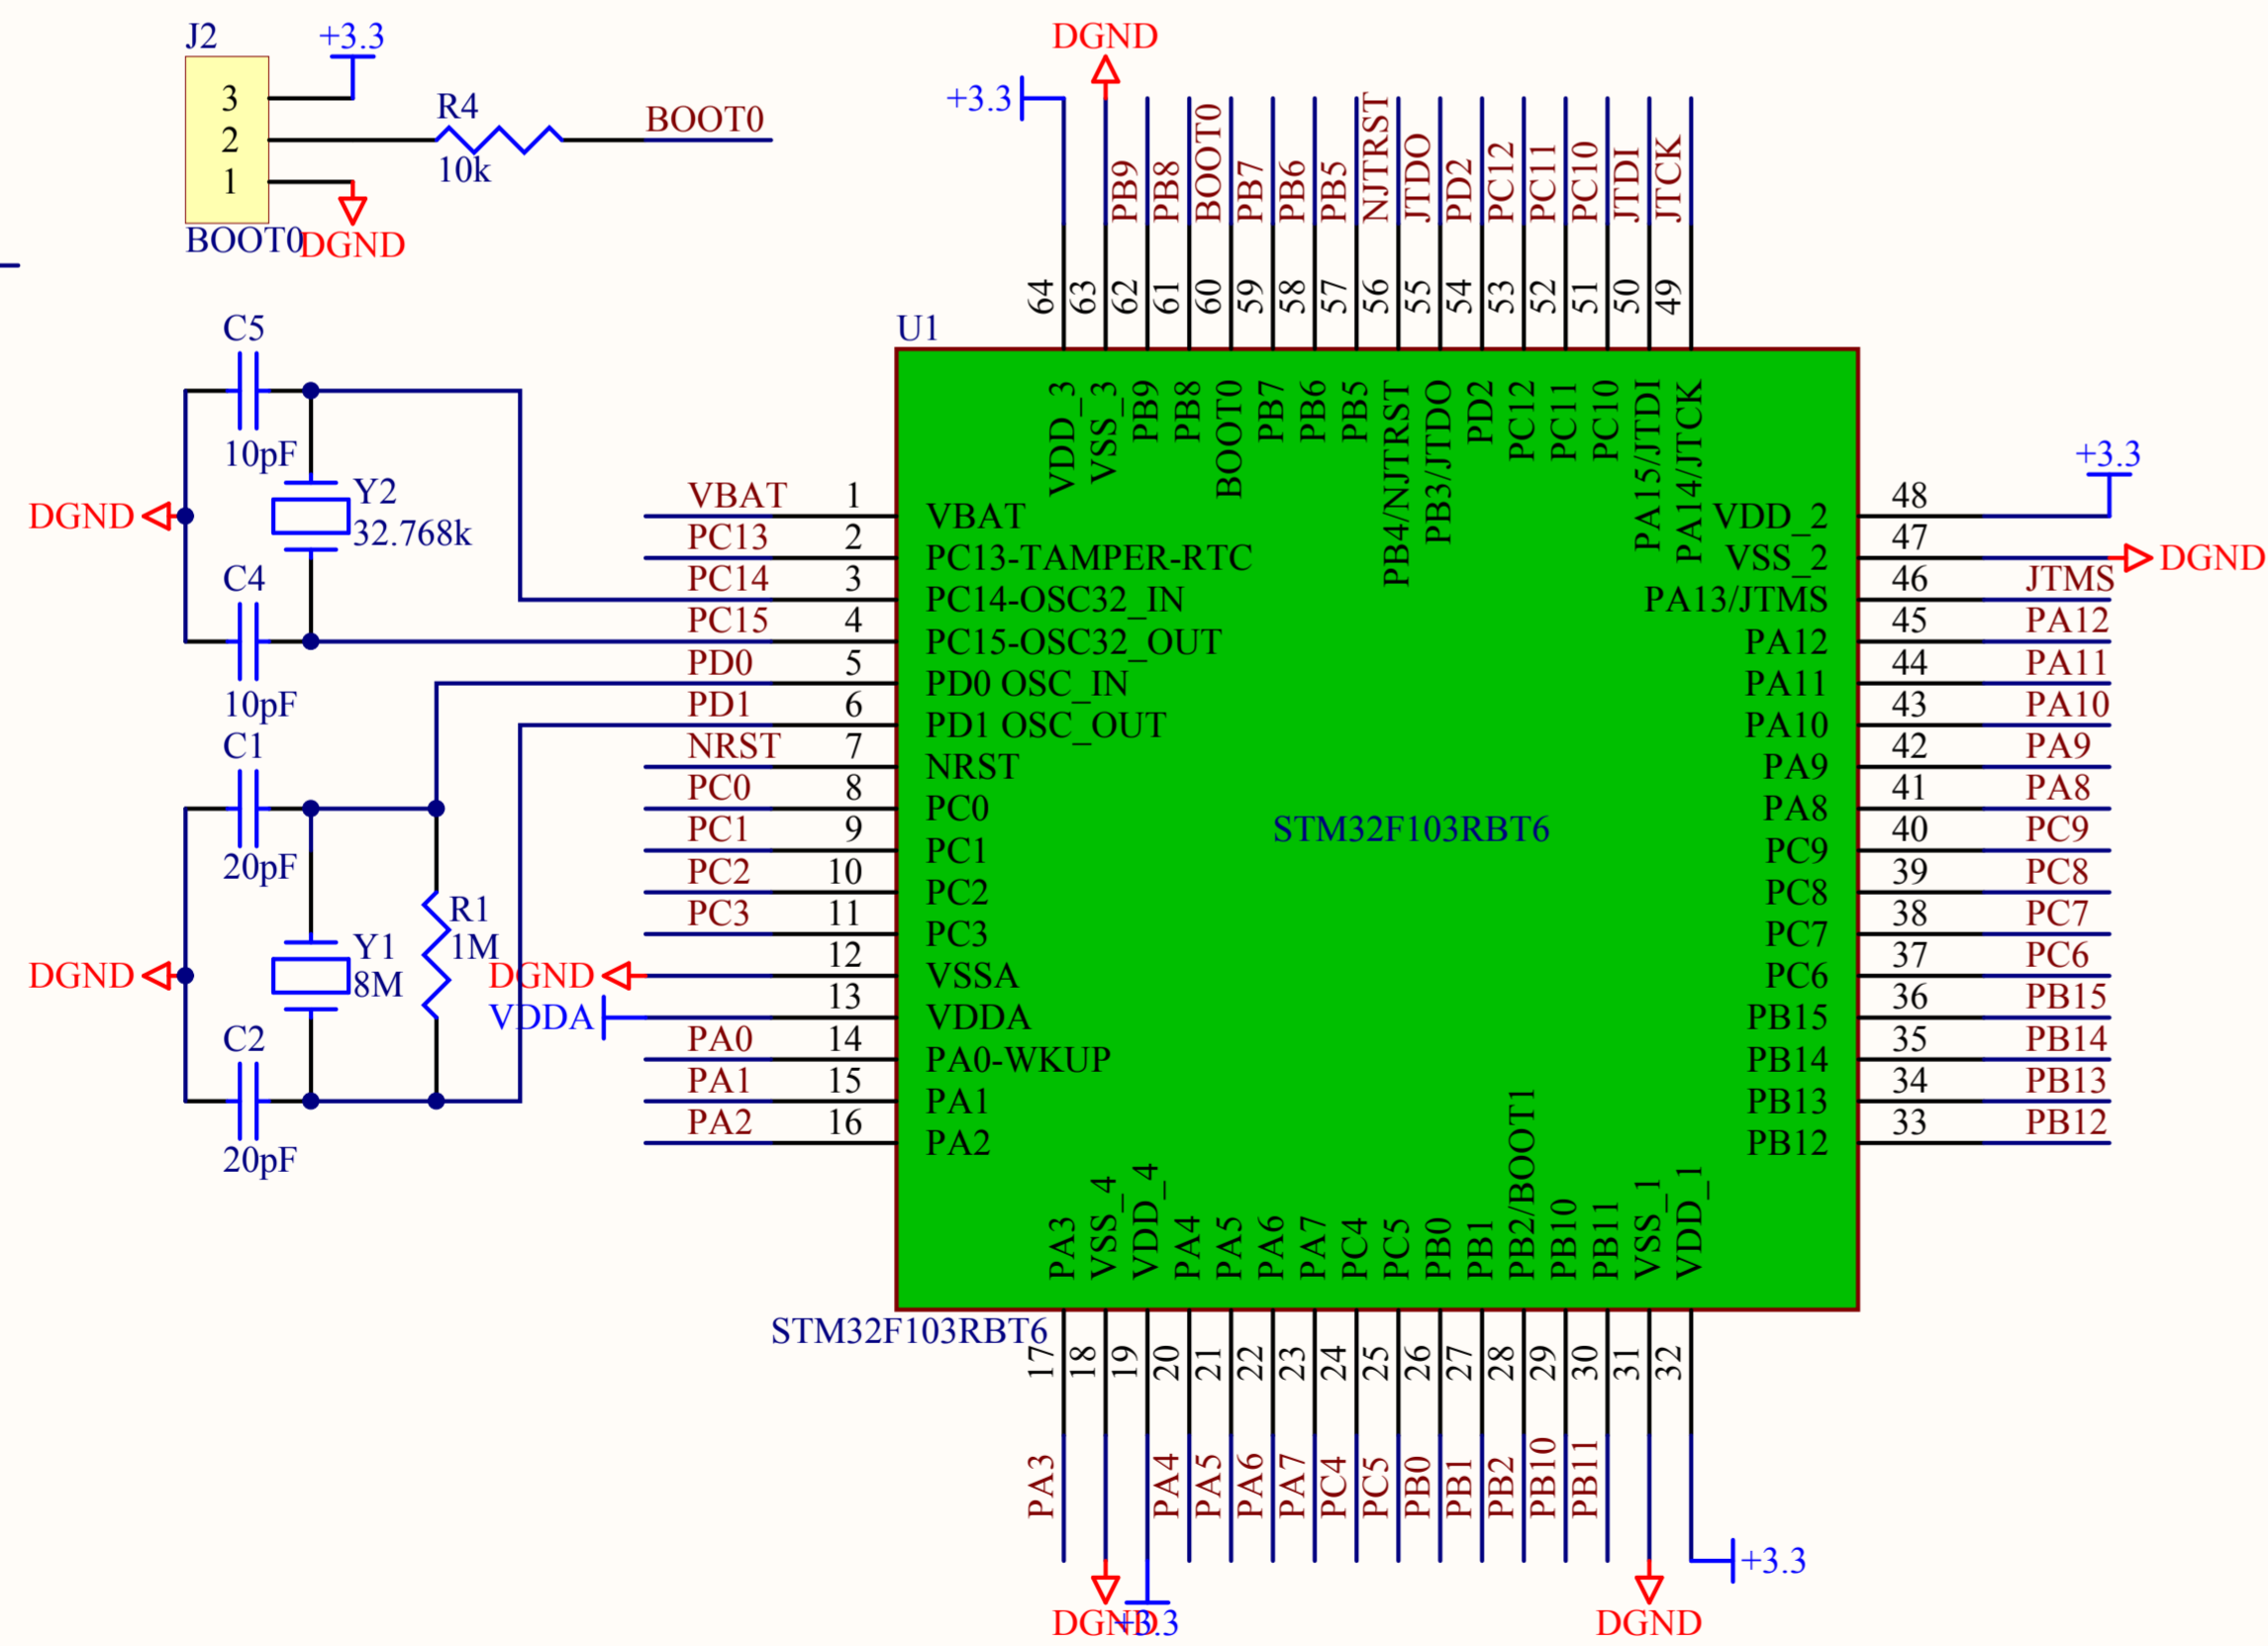 J2
+3.3
3
2
1
BOOT0
DGND
R4
10k
BOOT0
C5
10pF
Y2
32.768k
DGND
C4
10pF
C1
20pF
R1
1M
Y1
8M
DGND
C2
20pF
DGND
+3.3
PB9
PB8
BOOT0
PB7
PB6
PB5
NJTRST
JTDO
PD2
PC12
PC11
PC10
JTDI
JTCK
64
63
62
61
60
59
58
57
56
55
54
53
52
51
50
49
U1
VDD_3
VSS_3
PB9
PB8
BOOT0
PB7
PB6
PB5
PB4/NJTRST
PB3/JTDO
PD2
PC12
PC11
PC10
PA15/JTDI
PA14/JTCK
VBAT 1 VBAT
PC13 2 PC13-TAMPER-RTC
PC14 3 PC14-OSC32_IN
PC15 4 PC15-OSC32_OUT
PD0 5 PD0 OSC_IN
PD1 6 PD1 OSC_OUT
NRST 7 NRST
PC0 8 PC0
PC1 9 PC1
PC2 10 PC2
PC3 11 PC3
DGND 12 VSSA
VDDA 13 VDDA
PA0 14 PA0-WKUP
PA1 15 PA1
PA2 16 PA2
STM32F103RBT6
VDD_2 48 +3.3
VSS_2 47 DGND
PA13/JTMS 46 JTMS
PA12 45 PA12
PA11 44 PA11
PA10 43 PA10
PA9 42 PA9
PA8 41 PA8
PC9 40 PC9
PC8 39 PC8
PC7 38 PC7
PC6 37 PC6
PB15 36 PB15
PB14 35 PB14
PB13 34 PB13
PB12 33 PB12
PA3
VSS_4
VDD_4
PA4
PA5
PA6
PA7
PC4
PC5
PB0
PB1
PB2/BOOT1
PB10
PB11
VSS_1
VDD_1
STM32F103RBT6
17
18
19
20
21
22
23
24
25
26
27
28
29
30
31
32
PA3
PA4
PA5
PA6
PA7
PC4
PC5
PB0
PB1
PB2
PB10
PB11
DGND
+3.3
DGND
+3.3